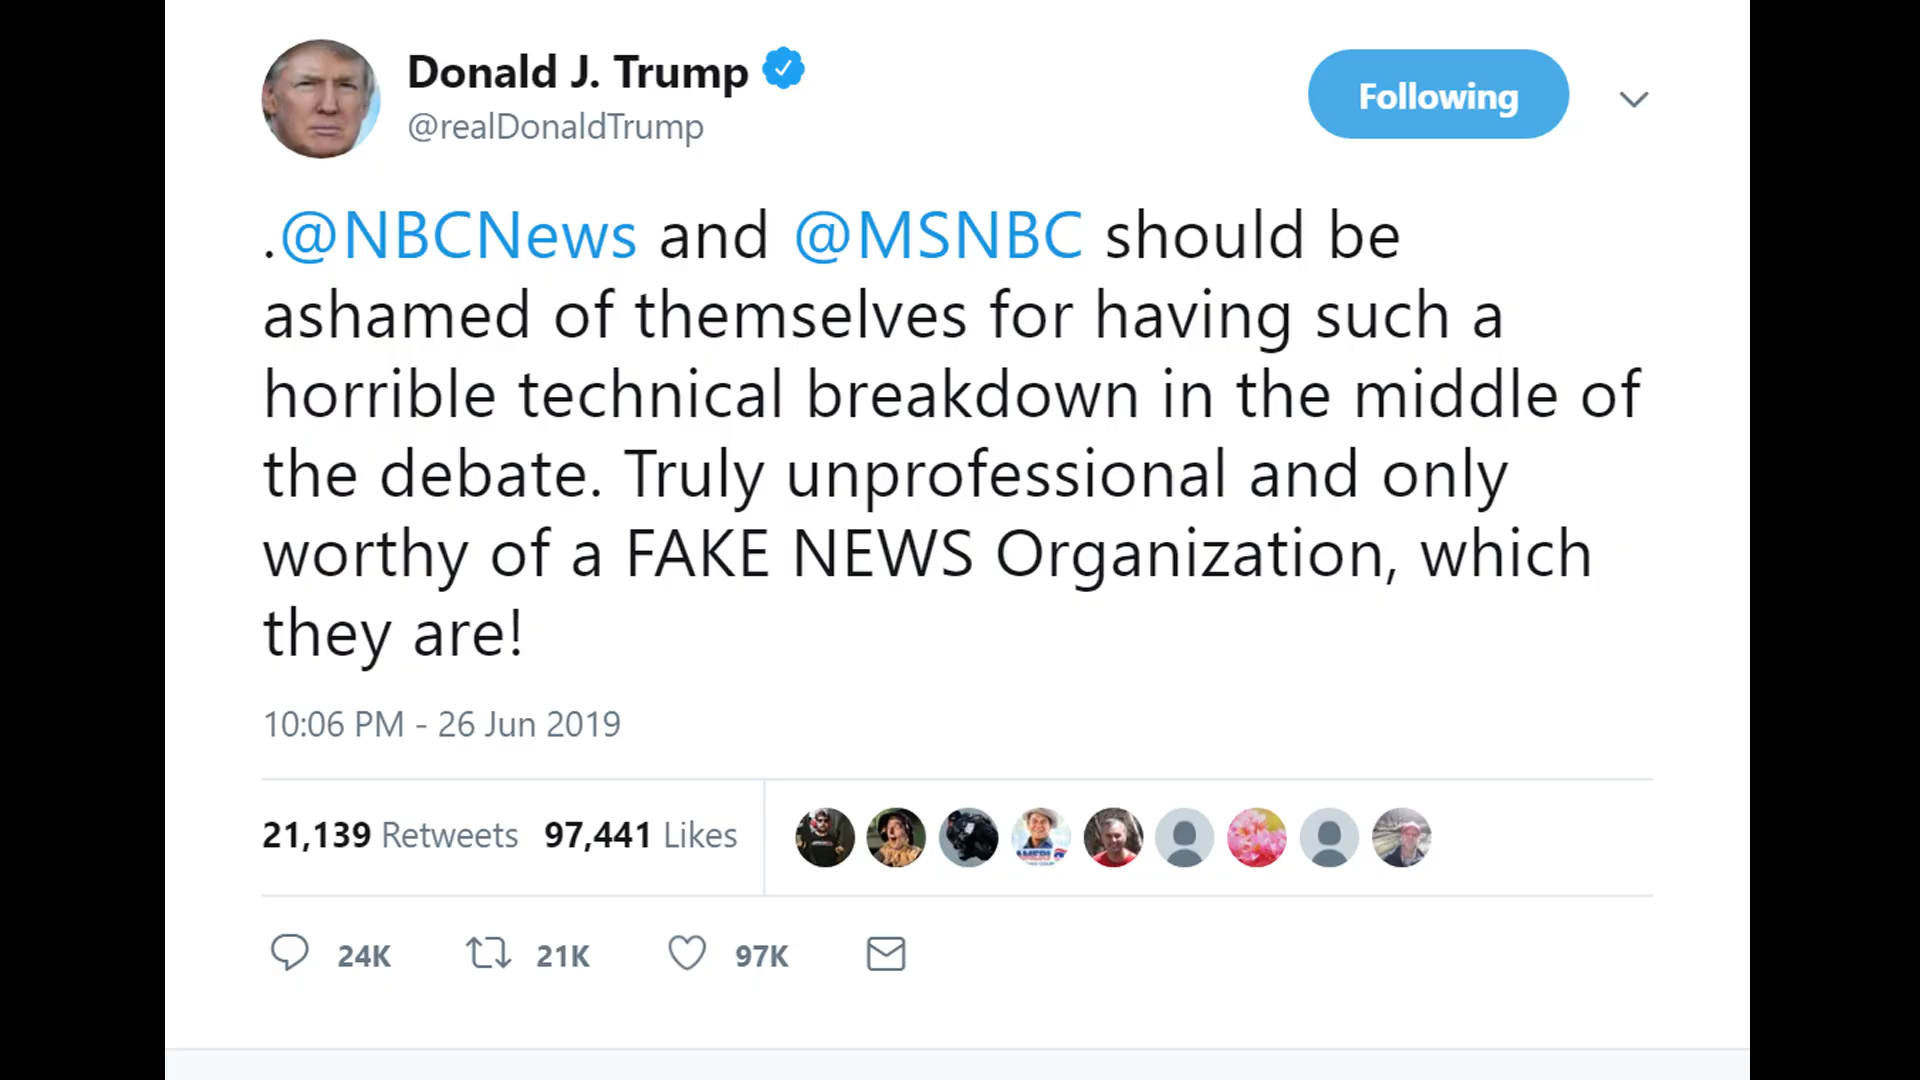 Donald J. Trump
@realDonaldTrump
Following
.@NBCNews and @MSNBC should be
ashamed of themselves for having such a
horrible technical breakdown in the middle of
the debate. Truly unprofessional and only
worthy of a FAKE NEWS Organization, which
they are!
10:06 PM - 26 Jun 2019
21,139 Retweets 97,441 Likes
24K 21K 97K